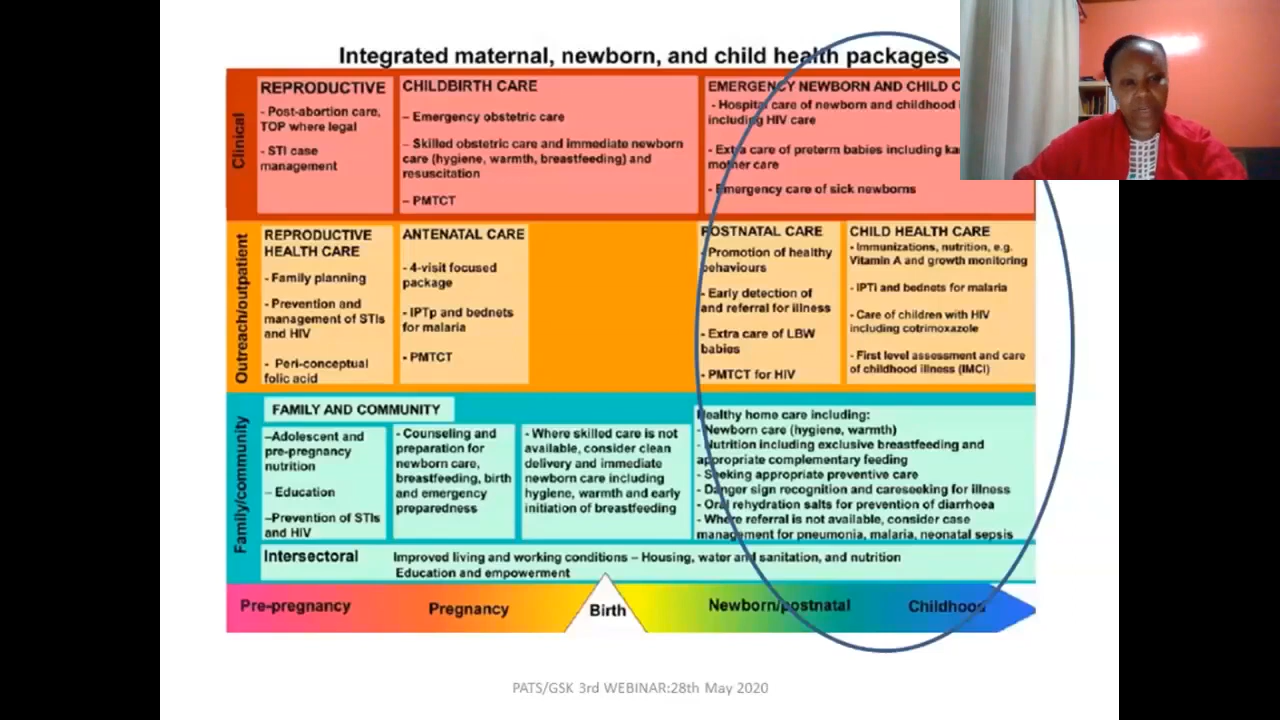 Integrated maternal, newborn, and child health packages
Clinical
REPRODUCTIVE
- Post-abortion care,
TOP where legal
- STI case
management
CHILDBIRTH CARE
– Emergency obstetric care
– Skilled obstetric care and immediate newborn
care (hygiene, warmth, breastfeeding) and
resuscitation
– PMTCT
EMERGENCY NEWBORN AND CHILD
- Hospital care of newborn and childhood
including HIV care
- Extra care of preterm babies including
mother care
- Emergency care of sick newborns
Outreach/outpatient
REPRODUCTIVE
HEALTH CARE
- Family planning
- Prevention and
management of STIs
and HIV
- Peri-conceptual
folic acid
ANTENATAL CARE
- 4-visit focused
package
- IPTp and bednets
for malaria
- PMTCT
POSTNATAL CARE
- Promotion of healthy
behaviours
- Early detection of
and referral for illness
- Extra care of LBW
babies
- PMTCT for HIV
CHILD HEALTH CARE
- Immunizations, nutrition, e.g.
Vitamin A and growth monitoring
- IPTi and bednets for malaria
- Care of children with HIV
including cotrimoxazole
- First level assessment and care
of childhood illness (IMCI)
Family/community
FAMILY AND COMMUNITY
–Adolescent and
pre-pregnancy
nutrition
– Education
–Prevention of STIs
and HIV
- Counseling and
preparation for
newborn care,
breastfeeding, birth
and emergency
preparedness
- Where skilled care is not
available, consider clean
delivery and immediate
newborn care including
hygiene, warmth and early
initiation of breastfeeding
Healthy home care including:
- Newborn care (hygiene, warmth)
- Nutrition including exclusive breastfeeding and
appropriate complementary feeding
- Seeking appropriate preventive care
- Danger sign recognition and careseeking for illness
- Oral rehydration salts for prevention of diarrhoea
- Where referral is not available, consider case
management for pneumonia, malaria, neonatal sepsis
Intersectoral
Improved living and working conditions – Housing, water and sanitation, and nutrition
Education and empowerment
Pre-pregnancy
Pregnancy
Birth
Newborn/postnatal
Childhood
PATS/GSK 3rd WEBINAR:28th May 2020